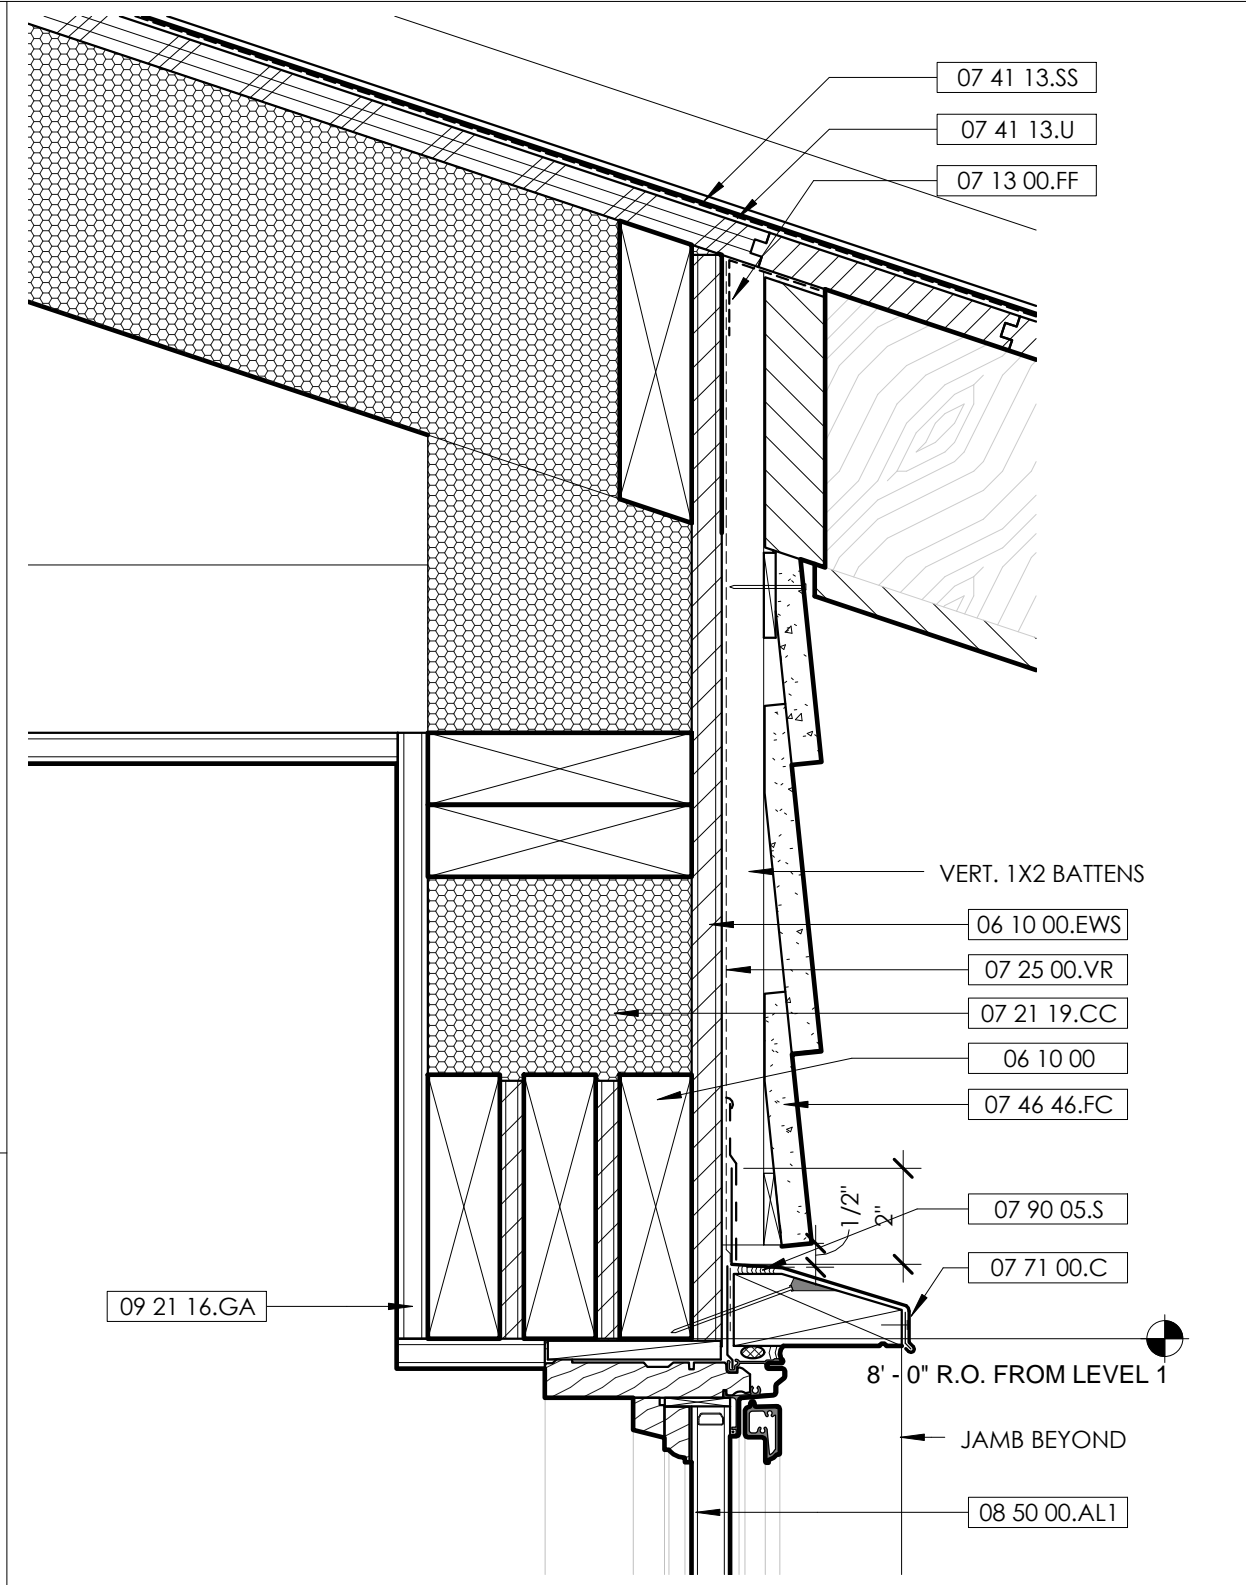 07 41 13.SS
07 41 13.U
07 13 00.FF
VERT. 1X2 BATTENS
06 10 00.EWS
07 25 00.VR
07 21 19.CC
06 10 00
07 46 46.FC
1/2"
2"
07 90 05.S
07 71 00.C
09 21 16.GA
8' - 0" R.O. FROM LEVEL 1
JAMB BEYOND
08 50 00.AL1